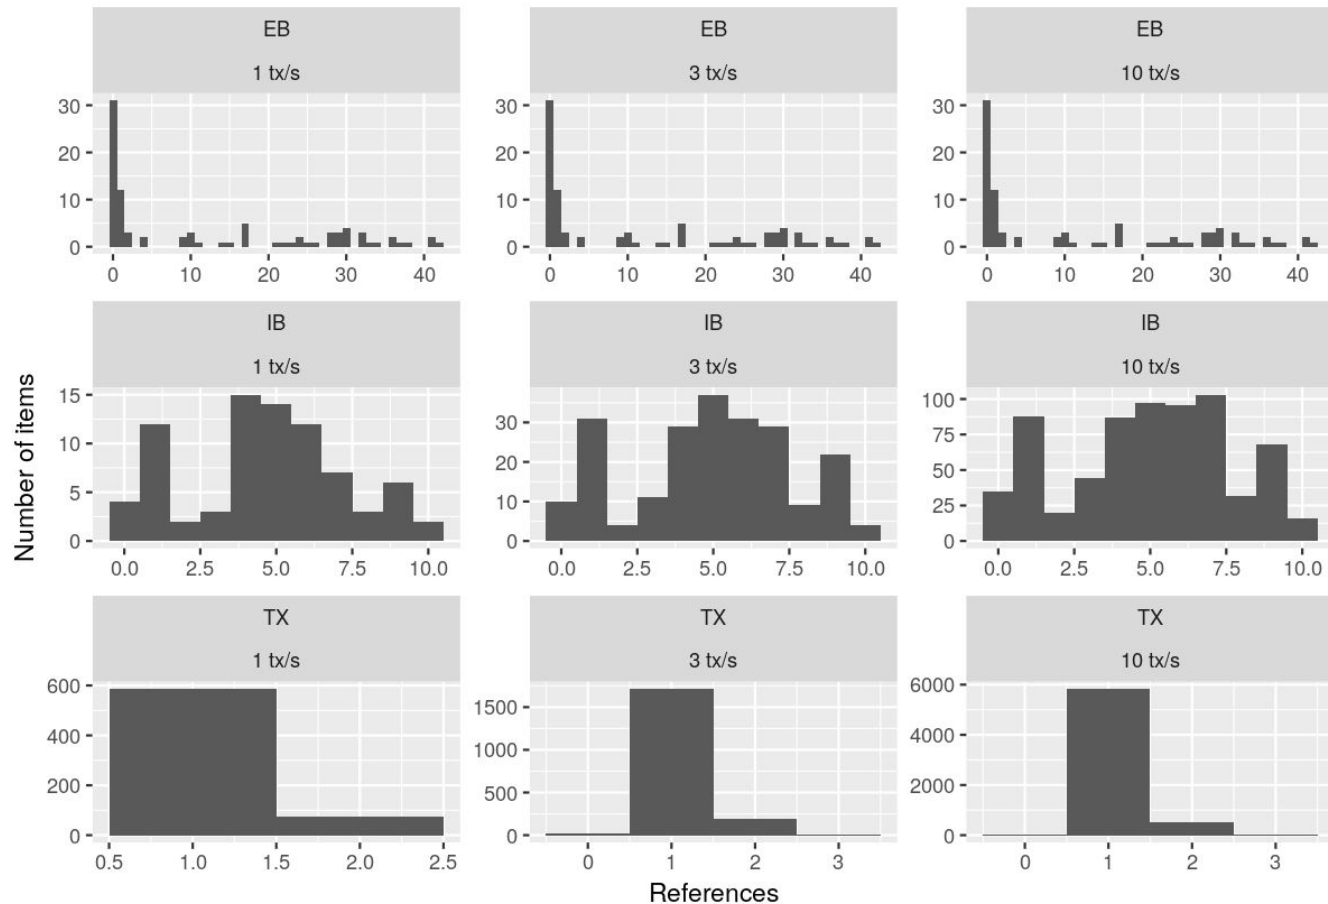 EB
1 tx/s
30
20
10
0
0 10 20 30 40
EB
3 tx/s
30
20
10
0
0 10 20 30 40
EB
10 tx/s
30
20
10
0
0 10 20 30 40
Number of items
IB
1 tx/s
15
10
5
0
0.0 2.5 5.0 7.5 10.0
IB
3 tx/s
30
20
10
0
0.0 2.5 5.0 7.5 10.0
IB
10 tx/s
100
75
50
25
0
0.0 2.5 5.0 7.5 10.0
TX
1 tx/s
600
400
200
0
0.5 1.0 1.5 2.0 2.5
TX
3 tx/s
1500
1000
500
0
0 1 2 3
TX
10 tx/s
6000
4000
2000
0
0 1 2 3
References